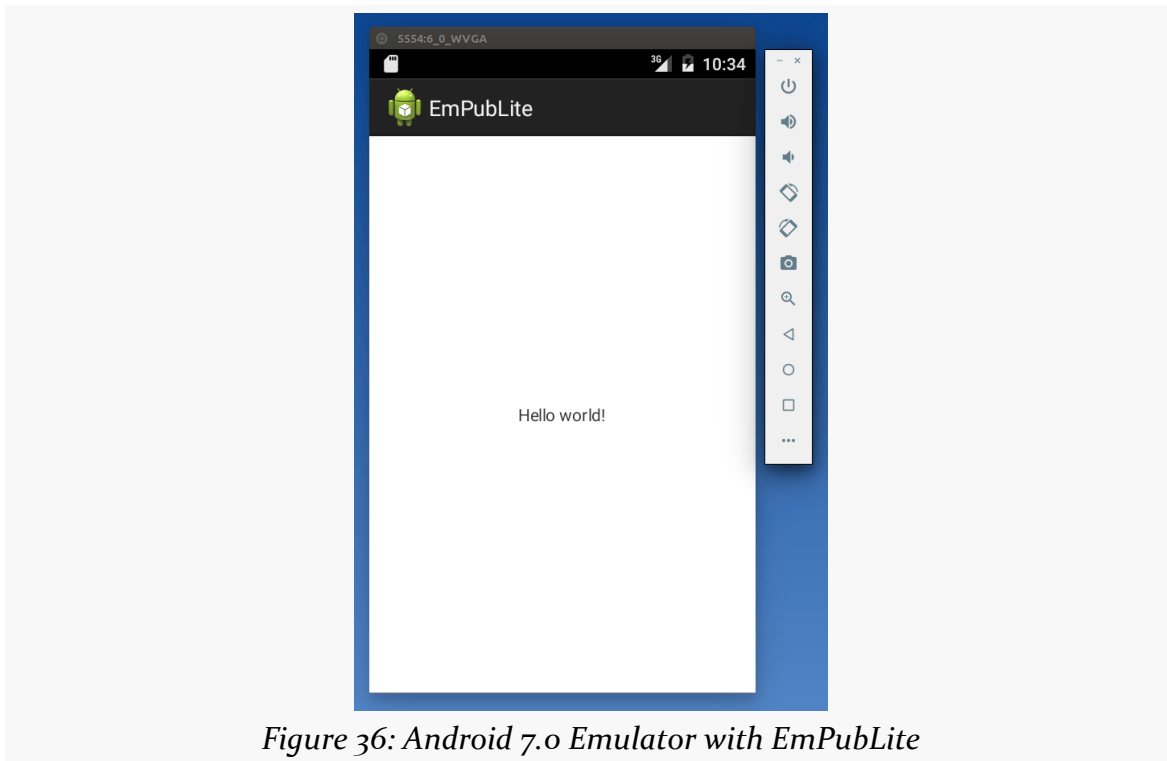 5554:6_0_WVGA
3G 10:34
EmPubLite
Hello world!
Figure 36: Android 7.0 Emulator with EmPubLite